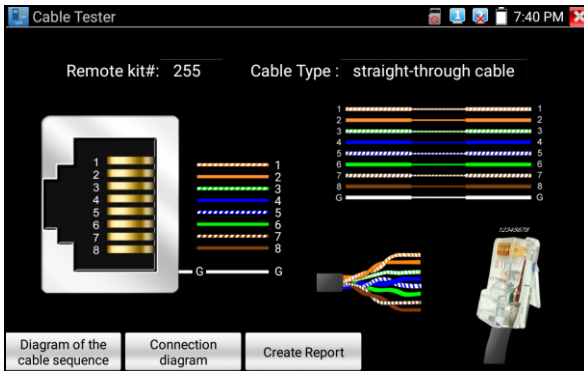 Cable Tester
7:40 PM
Remote kit#: 255 Cable Type : straight-through cable
1 1
2 2
3 3
4 4
5 5
6 6
7 7
8 8
G G
1 1
2 2
3 3
4 4
5 5
6 6
7 7
8 8
G G
12345678
Diagram of the
cable sequence
Connection
diagram
Create Report